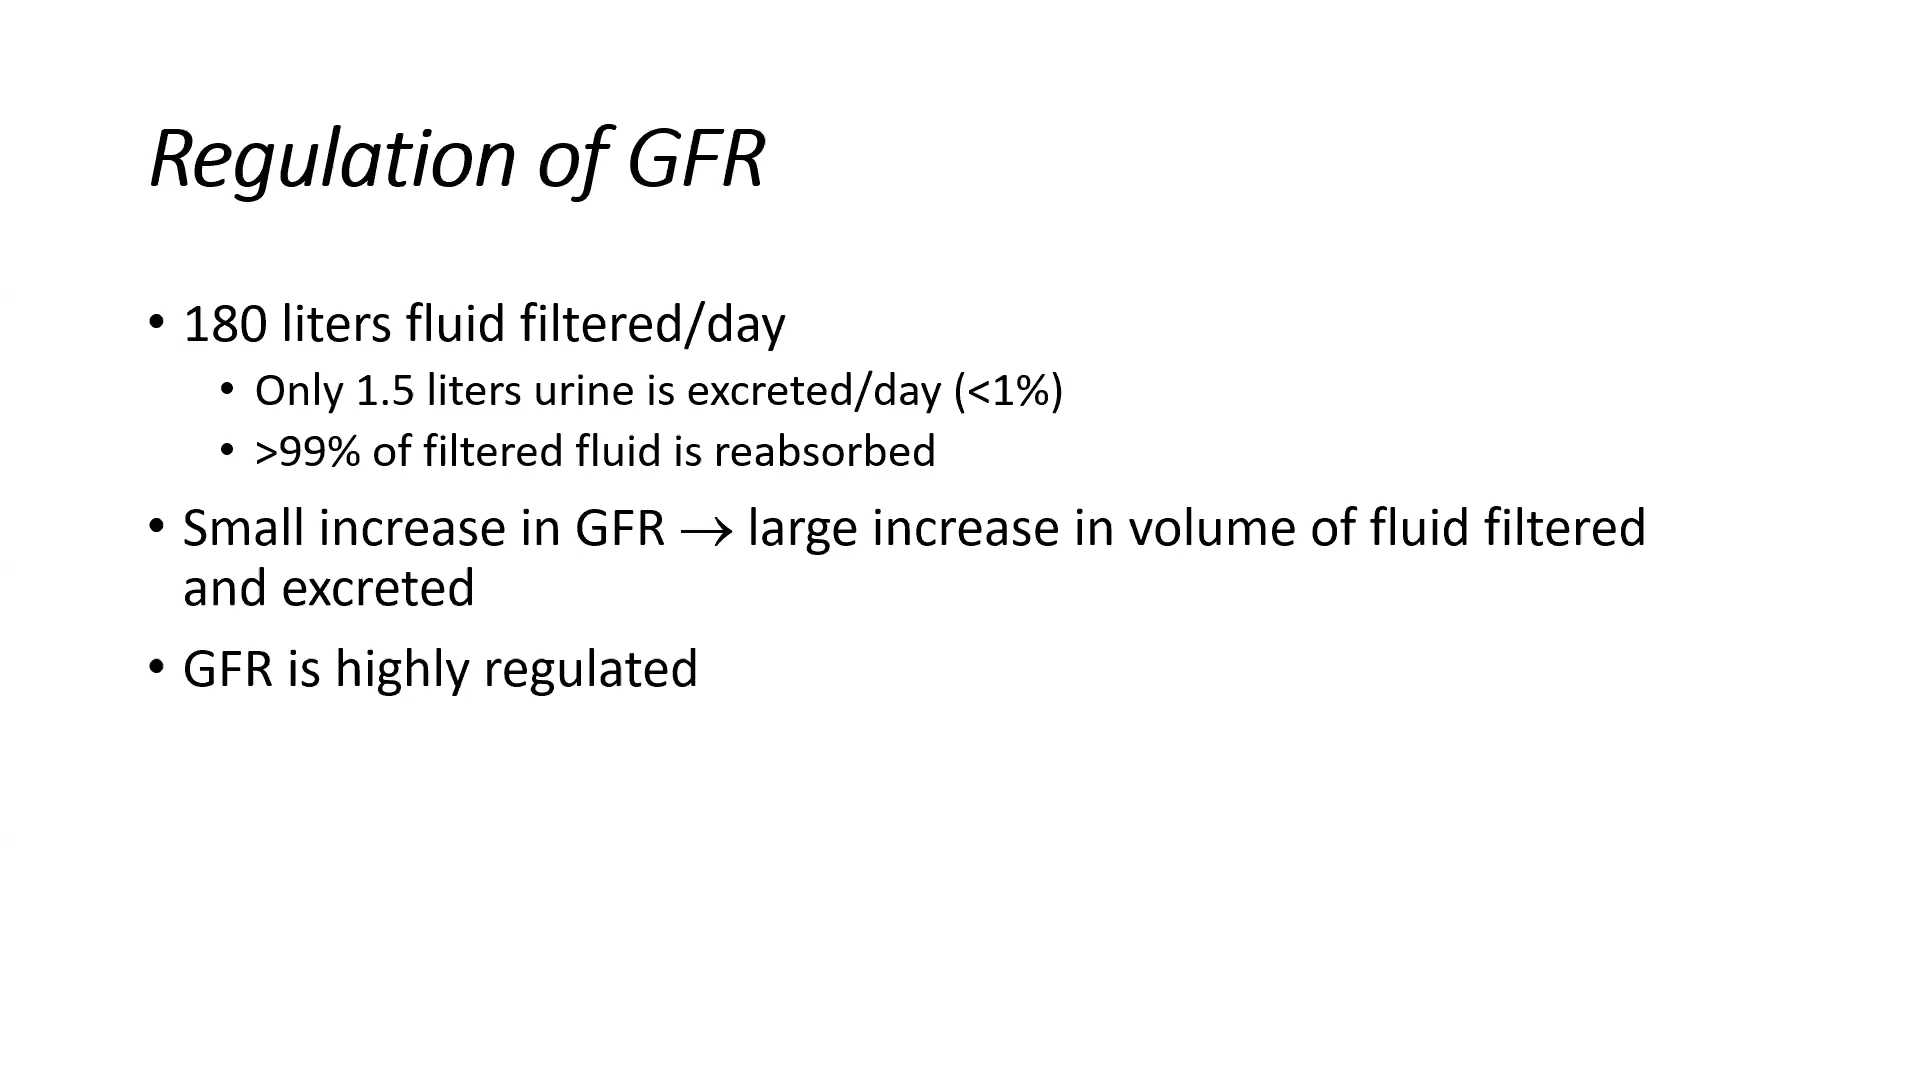 Regulation of GFR
• 180 liters fluid filtered/day
• Only 1.5 liters urine is excreted/day (<1%)
• >99% of filtered fluid is reabsorbed
• Small increase in GFR → large increase in volume of fluid filtered
and excreted
• GFR is highly regulated